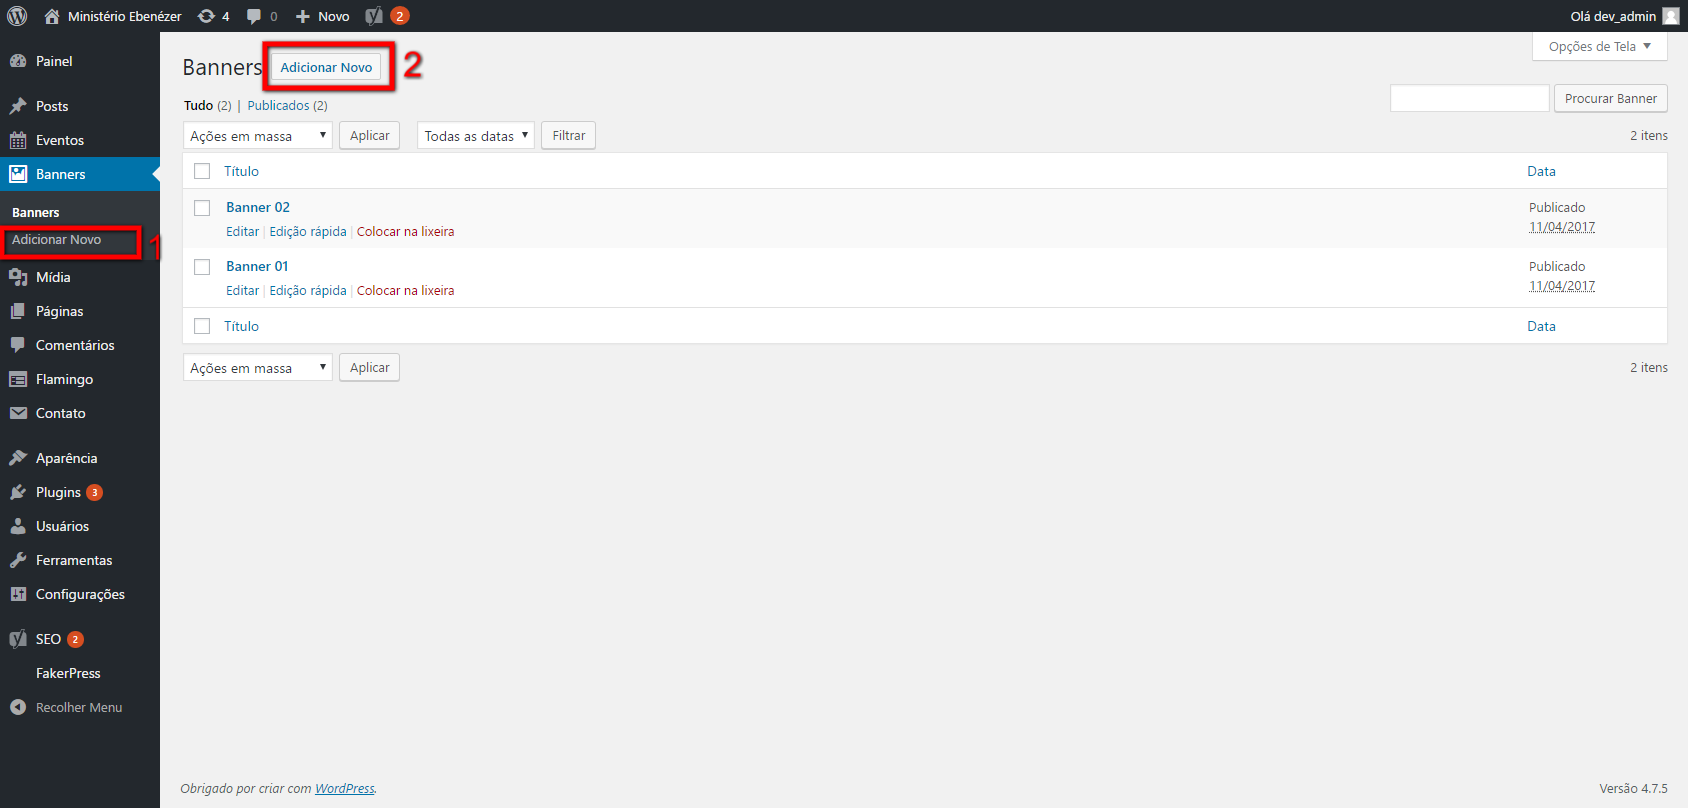 Ministério Ebenézer 4 0 Novo 2 Olá dev_admin
Painel
Posts
Eventos
Banners
Banners
Adicionar Novo 1
Mídia
Páginas
Comentários
Flamingo
Contato
Aparência
Plugins 3
Usuários
Ferramentas
Configurações
SEO 2
FakerPress
Recolher Menu
Opções de Tela
Banners Adicionar Novo 2
Tudo (2) | Publicados (2)
Procurar Banner
Ações em massa Aplicar Todas as datas Filtrar 2 itens
Título Data
Banner 02 Publicado
11/04/2017
Editar | Edição rápida | Colocar na lixeira
Banner 01 Publicado
11/04/2017
Editar | Edição rápida | Colocar na lixeira
Título Data
Ações em massa Aplicar 2 itens
Obrigado por criar com WordPress. Versão 4.7.5